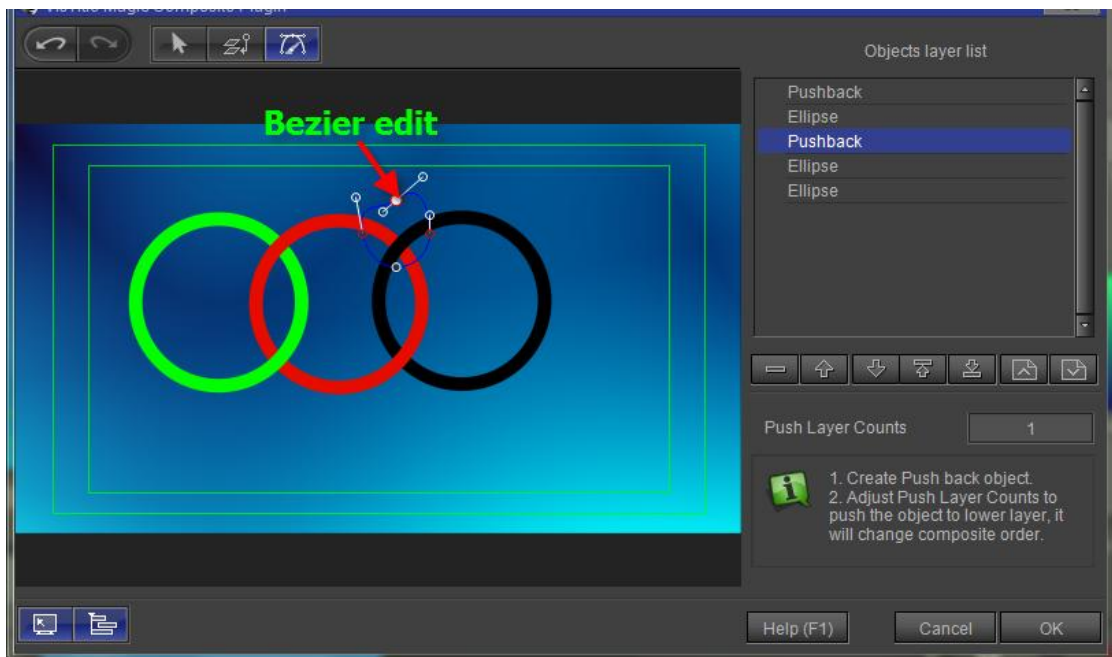 Objects layer list
Bezier edit
Pushback
Ellipse
Pushback
Ellipse
Ellipse
Push Layer Counts 1
1. Create Push back object.
2. Adjust Push Layer Counts to
push the object to lower layer, it
will change composite order.
Help (F1) Cancel OK